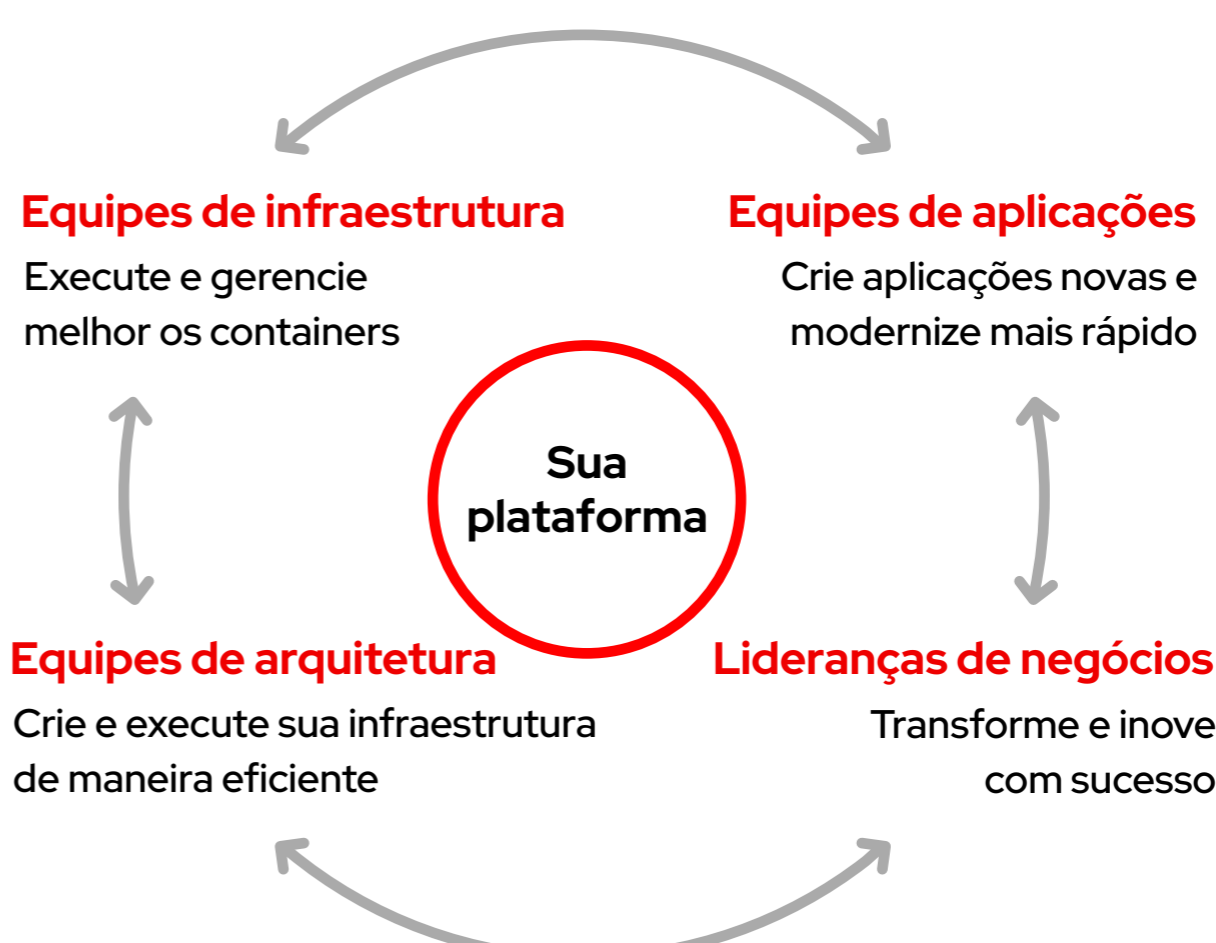 Equipes de infraestrutura
Execute e gerencie
melhor os containers
Equipes de aplicações
Crie aplicações novas e
modernize mais rápido
Sua
plataforma
Equipes de arquitetura
Crie e execute sua infraestrutura
de maneira eficiente
Lideranças de negócios
Transforme e inove
com sucesso